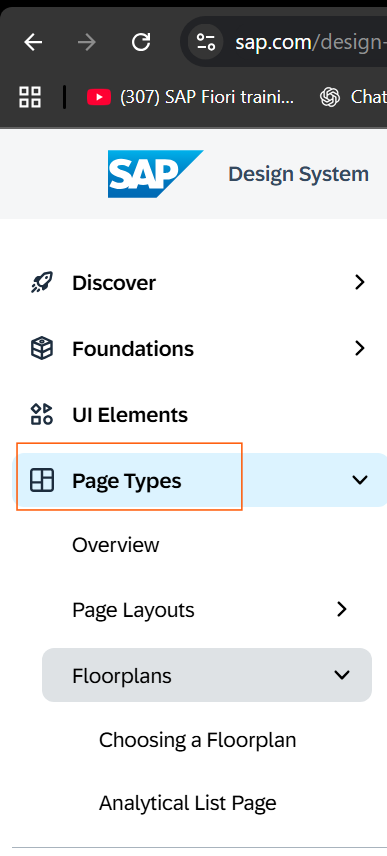 sap.com/design-
(307) SAP Fiori traini...
Chat
SAP
Design System
Discover
Foundations
UI Elements
Page Types
Overview
Page Layouts
Floorplans
Choosing a Floorplan
Analytical List Page